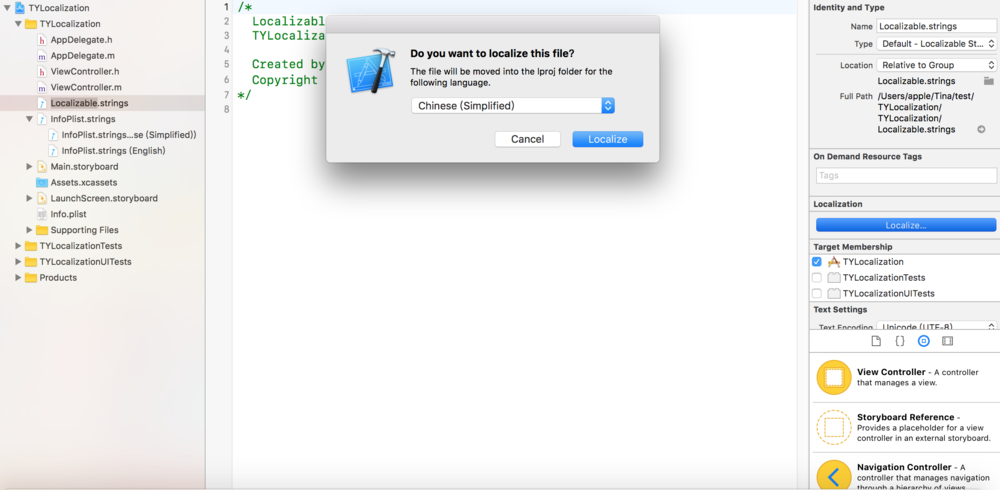 TYLocalization
TYLocalization
AppDelegate.h
AppDelegate.m
ViewController.h
ViewController.m
Localizable.strings
InfoPlist.strings
InfoPlist.strings...se (Simplified))
InfoPlist.strings (English)
Main.storyboard
Assets.xcassets
LaunchScreen.storyboard
Info.plist
Supporting Files
TYLocalizationTests
TYLocalizationUITests
Products
1
/*
2
Localizabl
3
TYLocaliza
4
5
Created by
6
Copyright
7
*/
8
Do you want to localize this file?
The file will be moved into the lproj folder for the
following language.
Chinese (Simplified)
Cancel
Localize
Identity and Type
Name
Localizable.strings
Type
Default - Localizable St...
Location
Relative to Group
Localizable.strings
Full Path
/Users/apple/Tina/test/
TYLocalization/
TYLocalization/
Localizable.strings
On Demand Resource Tags
Tags
Localization
Localize...
Target Membership
TYLocalization
TYLocalizationTests
TYLocalizationUITests
Text Settings
Text Encoding
Unicode (UTF-8)
{}
View Controller - A controller
that manages a view.
Storyboard Reference -
Provides a placeholder for a view
controller in an external storyboard.
Navigation Controller - A
controller that manages navigation
through a hierarchy of views.